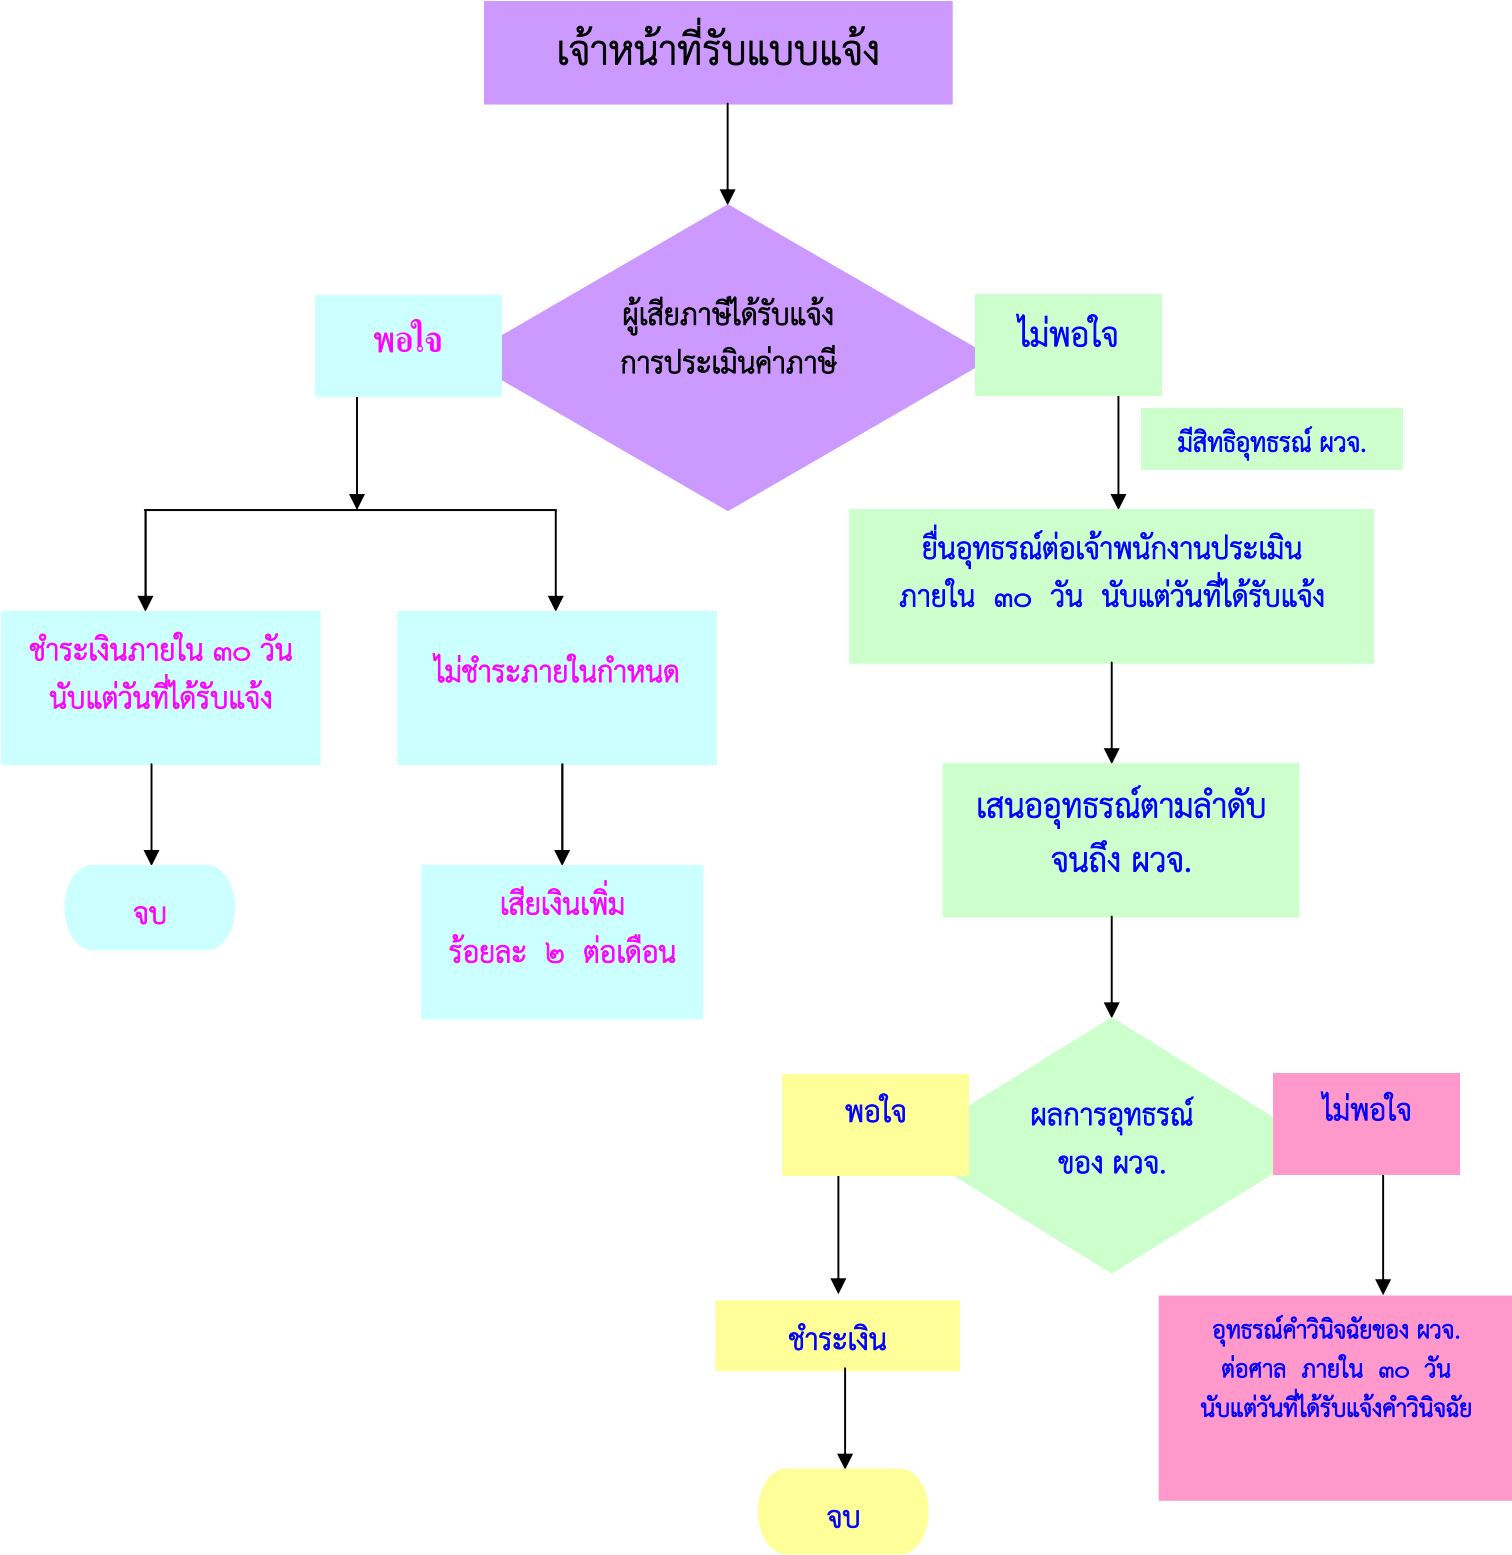 เจ้าหน้าที่รับแบบแจ้ง
ผู้เสียภาษีได้รับแจ้ง
การประเมินค่าภาษี
พอใจ
ไม่พอใจ
มีสิทธิอุทธรณ์ ผวจ.
ยื่นอุทธรณ์ต่อเจ้าพนักงานประเมิน
ภายใน ๓๐ วัน นับแต่วันที่ได้รับแจ้ง
ชำระเงินภายใน ๓๐ วัน
นับแต่วันที่ได้รับแจ้ง
ไม่ชำระภายในกำหนด
เสนออุทธรณ์ตามลำดับ
จนถึง ผวจ.
จบ
เสียเงินเพิ่ม
ร้อยละ ๒ ต่อเดือน
พอใจ
ผลการอุทธรณ์
ของ ผวจ.
ไม่พอใจ
ชำระเงิน
อุทธรณ์คำวินิจฉัยของ ผวจ.
ต่อศาล ภายใน ๓๐ วัน
นับแต่วันที่ได้รับแจ้งคำวินิจฉัย
จบ